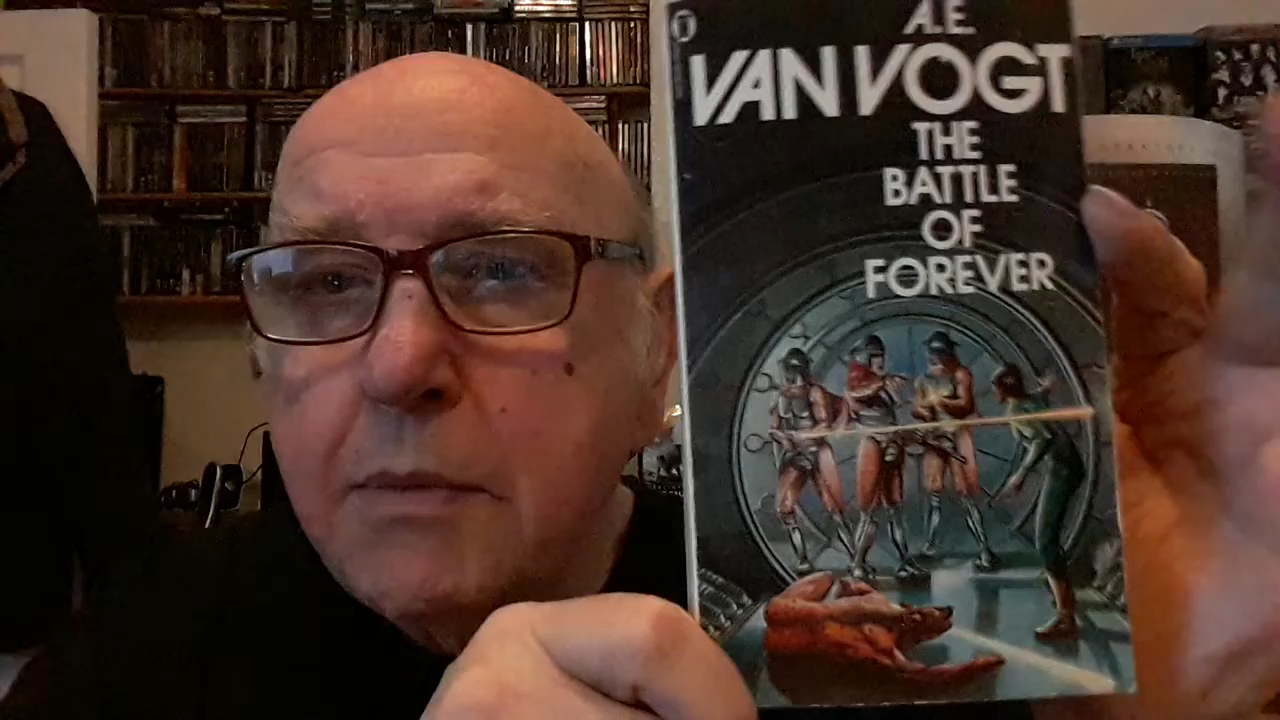 A.E.
VAN VOGT
THE
BATTLE
OF
FOREVER